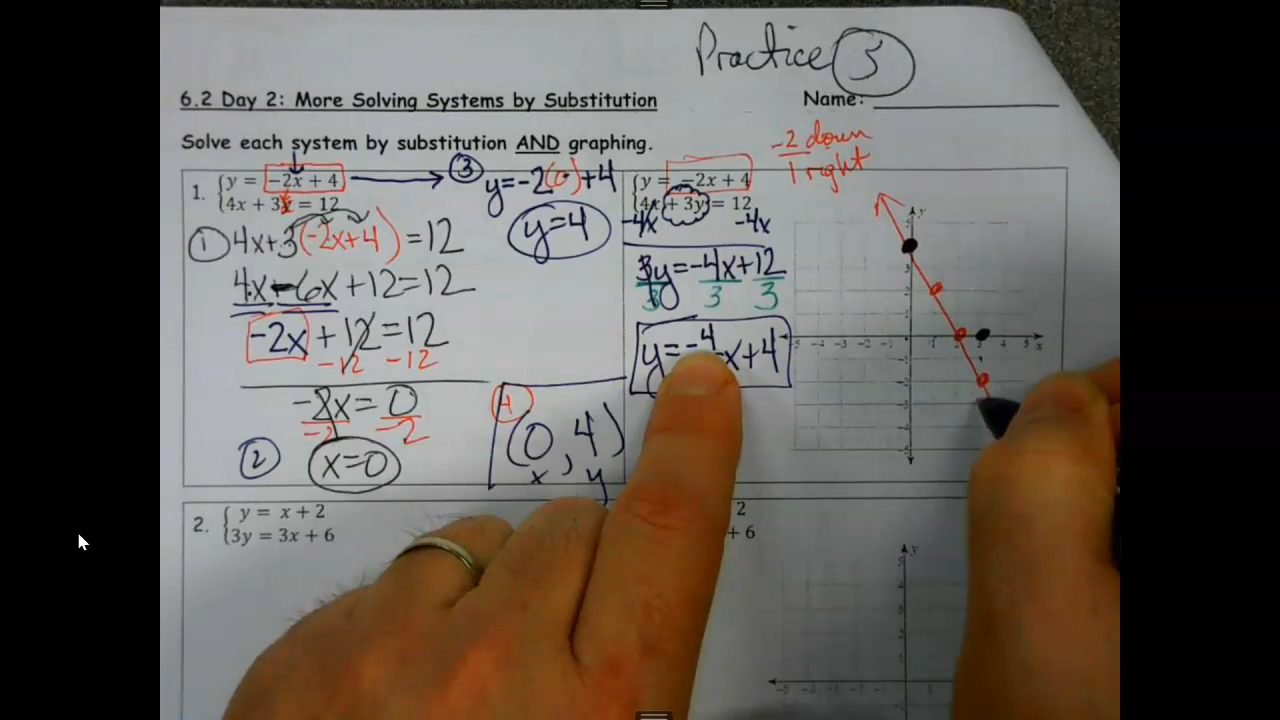 Practice 3
6.2 Day 2: More Solving Systems by Substitution
Name:
Solve each system by substitution AND graphing.
-2 down
1 right
1.
y = -2x + 4
4x + 3y = 12
3
y=-2(0)+4
y=4
1
4x+3(-2x+4)=12
4x-6x+12=12
-2x+12=12
-12 -12
-2x=0
-2 -2
2
x=0
4
(0,4)
x y
y = -2x + 4
4x + 3y = 12
-4x -4x
3y=-4x+12
3 3 3
y=-4x+4
y
x
2.
y = x + 2
3y = 3x + 6
2
+ 6
y